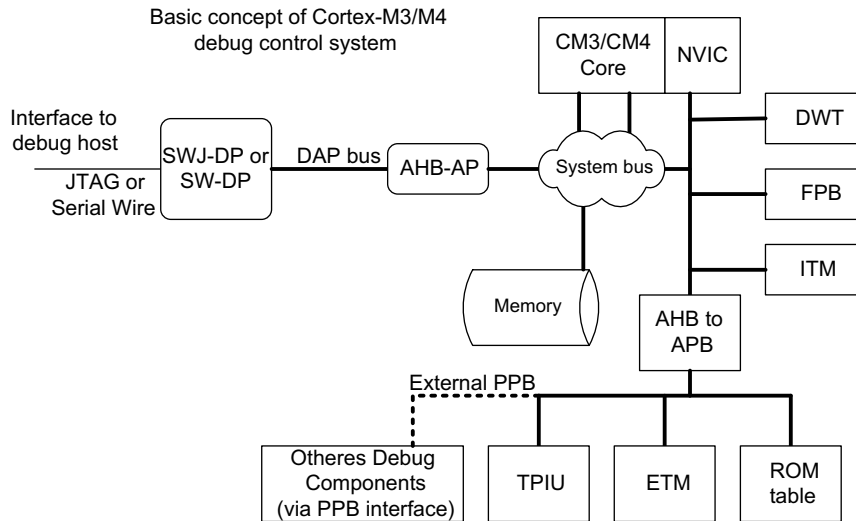 Basic concept of Cortex-M3/M4
debug control system
CM3/CM4
Core
NVIC
Interface to
debug host
SWJ-DP or
SW-DP
DAP bus
AHB-AP
System bus
DWT
JTAG or
Serial Wire
FPB
ITM
Memory
AHB to
APB
External PPB
Otheres Debug
Components
(via PPB interface)
TPIU
ETM
ROM
table